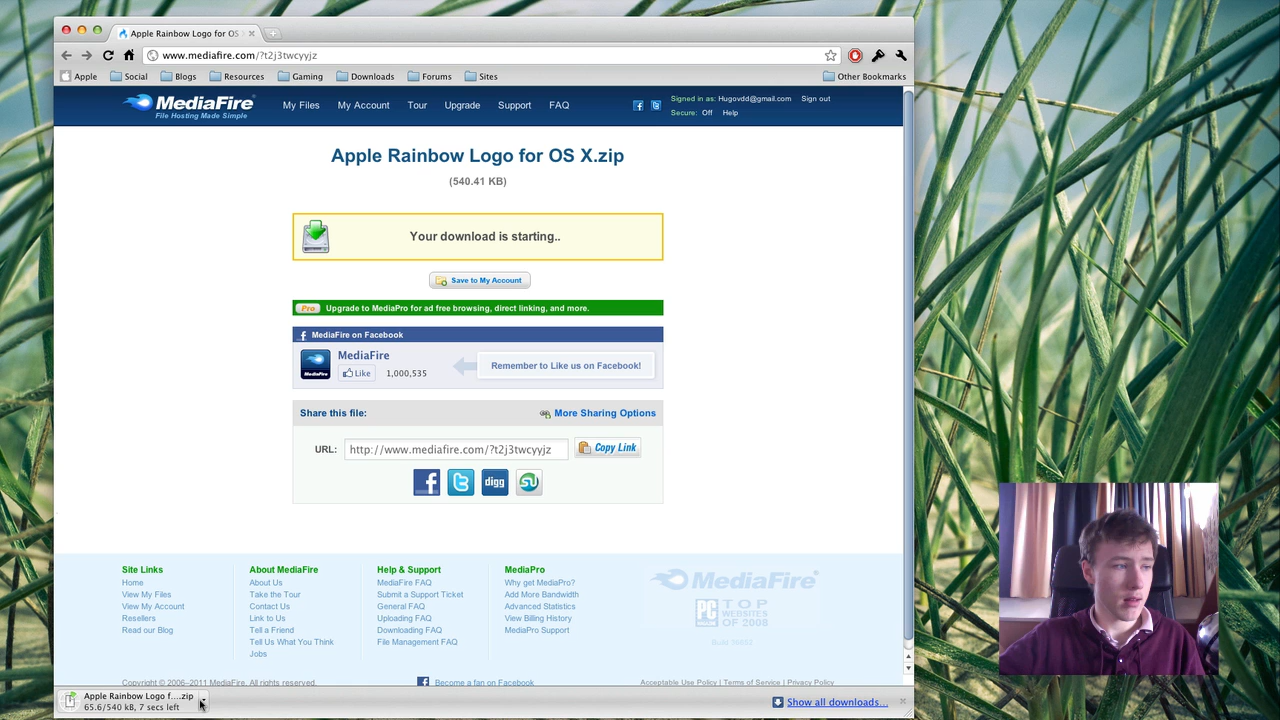 Apple Rainbow Logo for OS
www.mediafire.com/?t2j3twcyyjz
Apple Social Blogs Resources Gaming Downloads Forums Sites Other Bookmarks
MediaFire
File Hosting Made Simple
My Files My Account Tour Upgrade Support FAQ
Signed in as: Hugovdd@gmail.com Sign out
Secure: Off Help
Apple Rainbow Logo for OS X.zip
(540.41 KB)
Your download is starting..
Save to My Account
Pro Upgrade to MediaPro for ad free browsing, direct linking, and more.
MediaFire on Facebook
MediaFire
MediaFire
Like 1,000,535
Remember to Like us on Facebook!
Share this file: More Sharing Options
URL: http://www.mediafire.com/?t2j3twcyyjz Copy Link
digg
Site Links
Home
View My Files
View My Account
Resellers
Read our Blog
About MediaFire
About Us
Take the Tour
Contact Us
Link to Us
Tell a Friend
Tell Us What You Think
Jobs
Help & Support
MediaFire FAQ
Submit a Support Ticket
General FAQ
Uploading FAQ
Downloading FAQ
File Management FAQ
MediaPro
Why get MediaPro?
Add More Bandwidth
Advanced Statistics
View Billing History
MediaPro Support
MediaFire
PC TOP
WEBSITES
OF 2008
Copyright © 2006-2011 MediaFire. All rights reserved. Become a fan on Facebook Acceptable Use Policy | Terms of Service | Privacy Policy
Apple Rainbow Logo f....zip
65.6/540 kB, 7 secs left
Show all downloads...